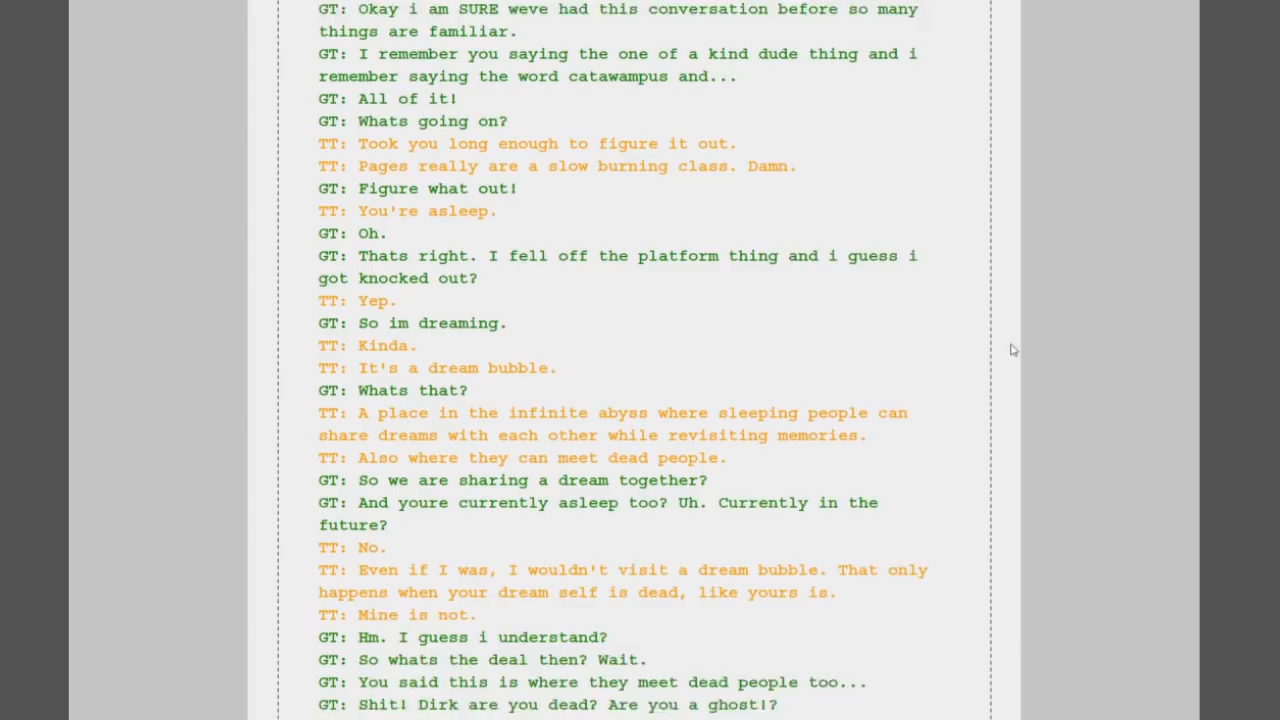 GT: Okay i am SURE weve had this conversation before so many
things are familiar.
GT: I remember you saying the one of a kind dude thing and i
remember saying the word catawampus and...
GT: All of it!
GT: Whats going on?
TT: Took you long enough to figure it out.
TT: Pages really are a slow burning class. Damn.
GT: Figure what out!
TT: You're asleep.
GT: Oh.
GT: Thats right. I fell off the platform thing and i guess i
got knocked out?
TT: Yep.
GT: So im dreaming.
TT: Kinda.
TT: It's a dream bubble.
GT: Whats that?
TT: A place in the infinite abyss where sleeping people can
share dreams with each other while revisiting memories.
TT: Also where they can meet dead people.
GT: So we are sharing a dream together?
GT: And youre currently asleep too? Uh. Currently in the
future?
TT: No.
TT: Even if I was, I wouldn't visit a dream bubble. That only
happens when your dream self is dead, like yours is.
TT: Mine is not.
GT: Hm. I guess i understand?
GT: So whats the deal then? Wait.
GT: You said this is where they meet dead people too...
GT: Shit! Dirk are you dead? Are you a ghost!?